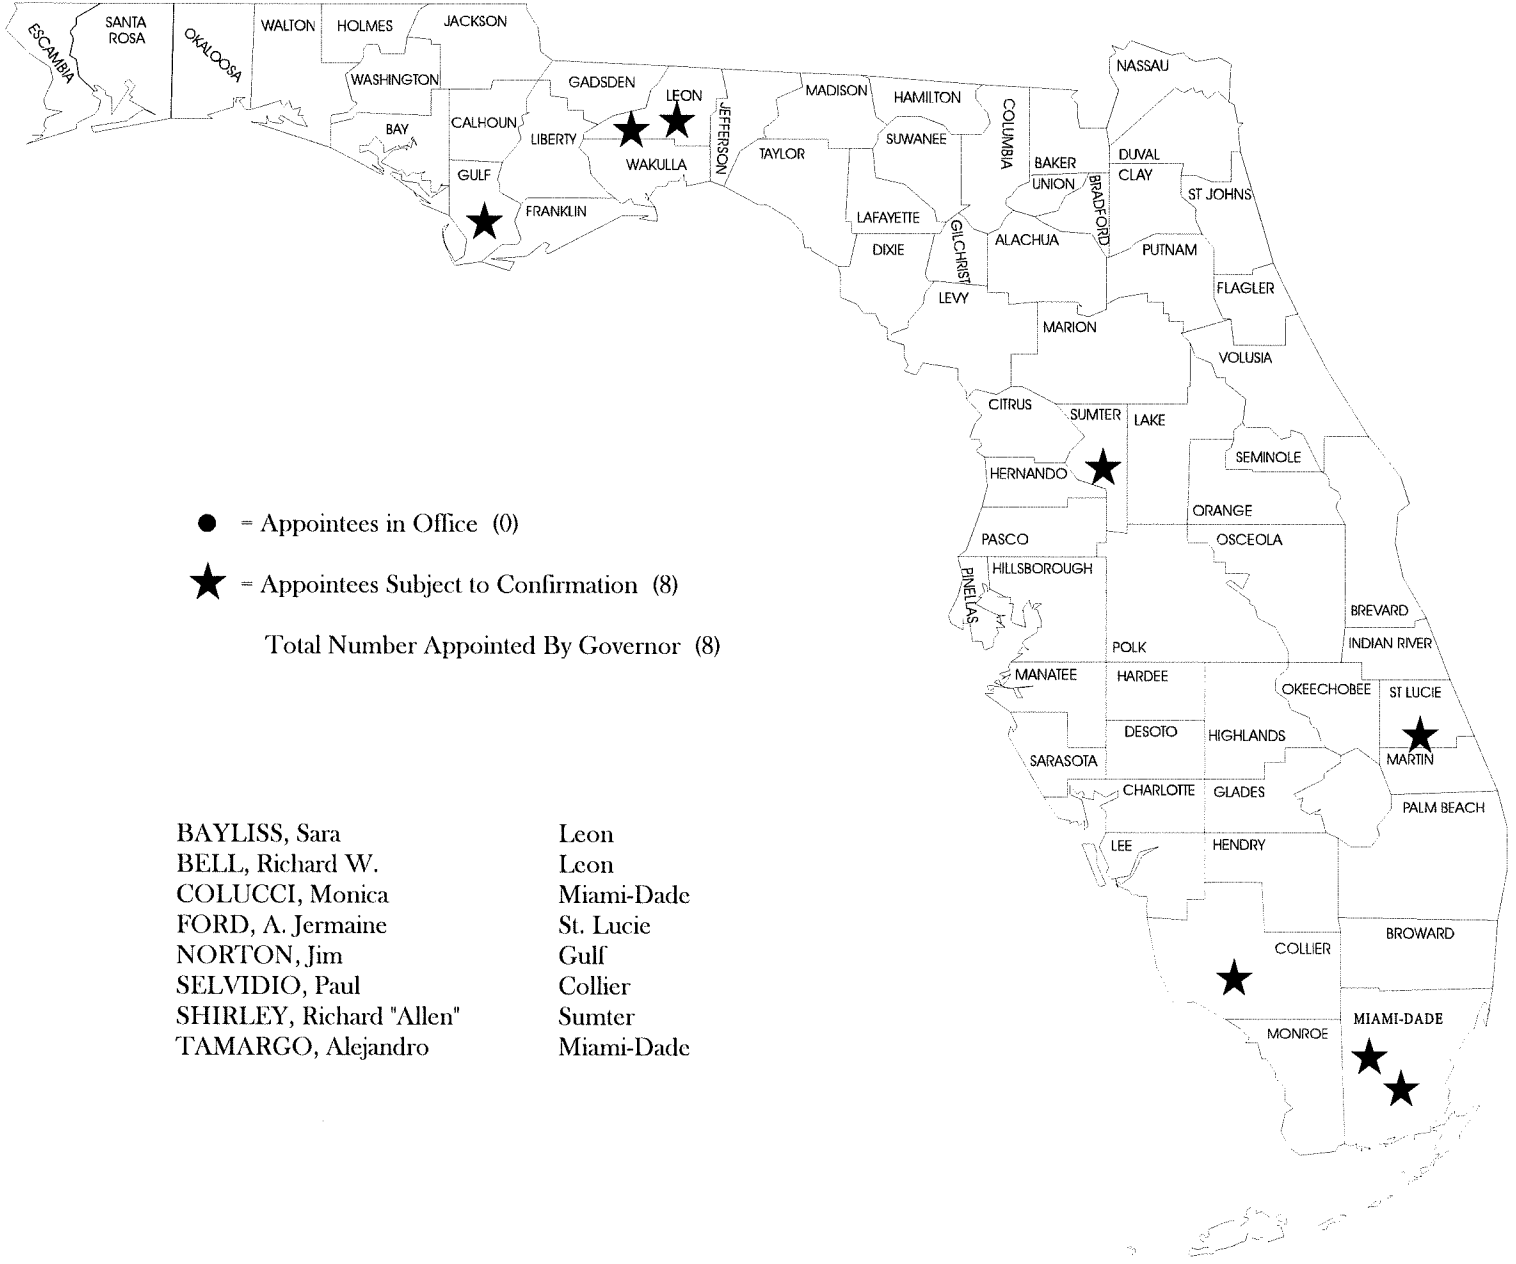 ESCAMBIA
SANTA
ROSA
OKALOOSA
WALTON
HOLMES
JACKSON
WASHINGTON
BAY
CALHOUN
GULF
GADSDEN
LIBERTY
LEON
WAKULLA
FRANKLIN
JEFFERSON
MADISON
TAYLOR
HAMILTON
SUWANEE
LAFAYETTE
DIXIE
COLUMBIA
GILCHRIST
LEVY
NASSAU
BAKER
UNION
BRADFORD
DUVAL
CLAY
ST JOHNS
ALACHUA
PUTNAM
FLAGLER
MARION
VOLUSIA
CITRUS
SUMTER
LAKE
HERNANDO
SEMINOLE
ORANGE
PASCO
OSCEOLA
HILLSBOROUGH
PINELLAS
BREVARD
POLK
INDIAN RIVER
MANATEE
HARDEE
OKEECHOBEE
ST LUCIE
DESOTO
HIGHLANDS
SARASOTA
MARTIN
CHARLOTTE
GLADES
PALM BEACH
LEE
HENDRY
COLLIER
BROWARD
MONROE
MIAMI-DADE
= Appointees in Office (0)
= Appointees Subject to Confirmation (8)
Total Number Appointed By Governor (8)
BAYLISS, Sara Leon
BELL, Richard W. Leon
COLUCCI, Monica Miami-Dade
FORD, A. Jermaine St. Lucie
NORTON, Jim Gulf
SELVIDIO, Paul Collier
SHIRLEY, Richard "Allen" Sumter
TAMARGO, Alejandro Miami-Dade